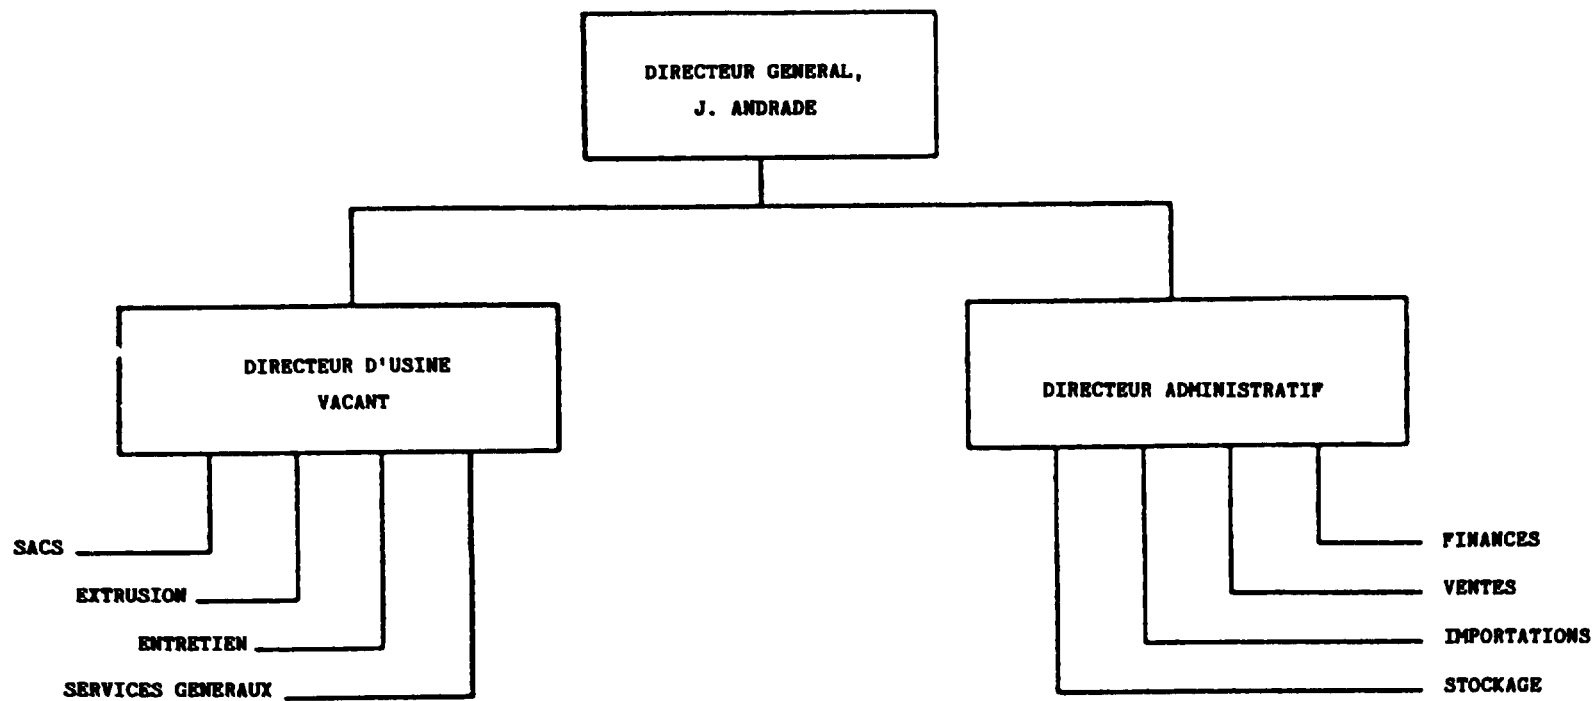 DIRECTEUR GENERAL,
J. ANDRADE
DIRECTEUR D'USINE
VACANT
DIRECTEUR ADMINISTRATIF
SACS
EXTRUSION
ENTRETIEN
SERVICES GENERAUX
FINANCES
VENTES
IMPORTATIONS
STOCKAGE